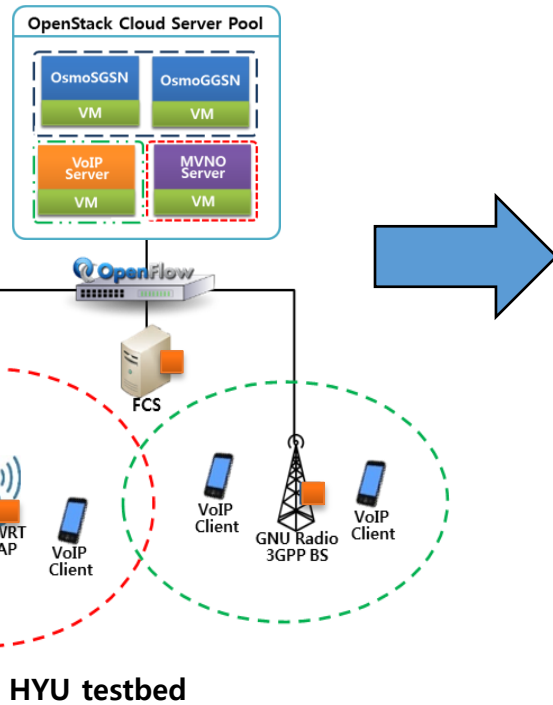 OpenStack Cloud Server Pool
OsmoSGSN
OsmoGGSN
VM
VM
VoIP
Server
MVNO
Server
VM
VM
OpenFlow
FCS
WRT
AP
VoIP
Client
VoIP
Client
GNU Radio
3GPP BS
VoIP
Client
HYU testbed